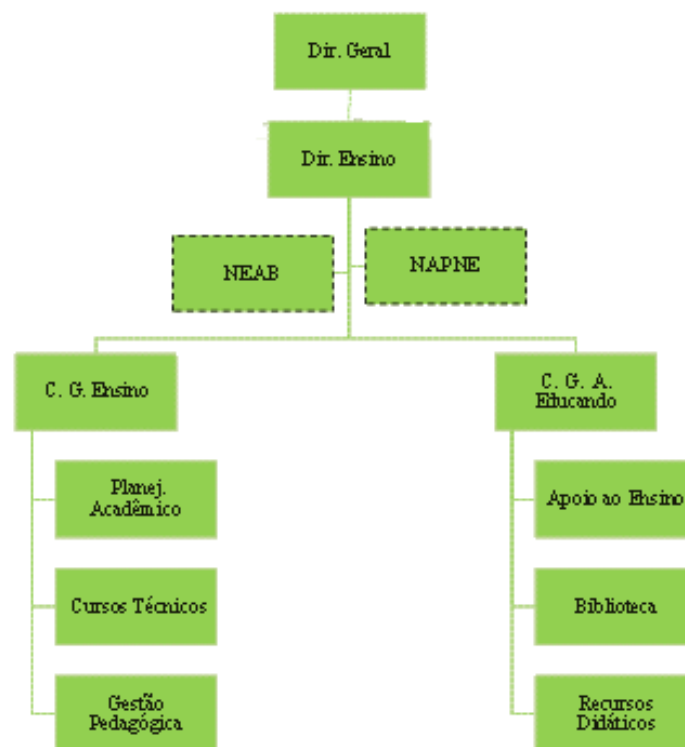 Dir. Geral
Dir. Ensino
NEAB
NAPNE
C. G. Ensino
C. G. A.
Educando
Planej.
Acadêmico
Apoio ao Ensino
Cursos Técnicos
Biblioteca
Gestão
Pedagógica
Recursos
Didáticos